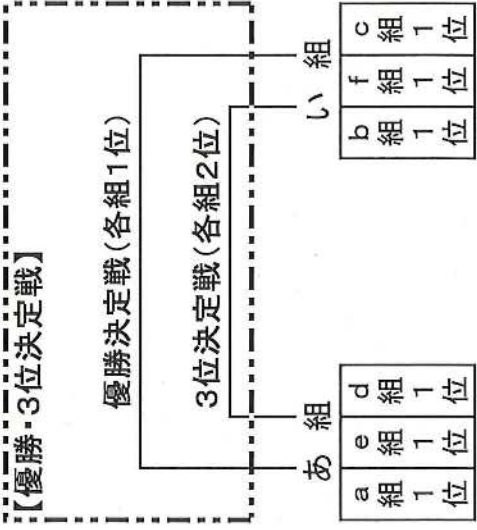 【優勝・3位決定戦】
優勝決定戦(各組1位)
3位決定戦(各組2位)
あ組
い組
a組1位
e組1位
d組1位
b組1位
f組1位
c組1位